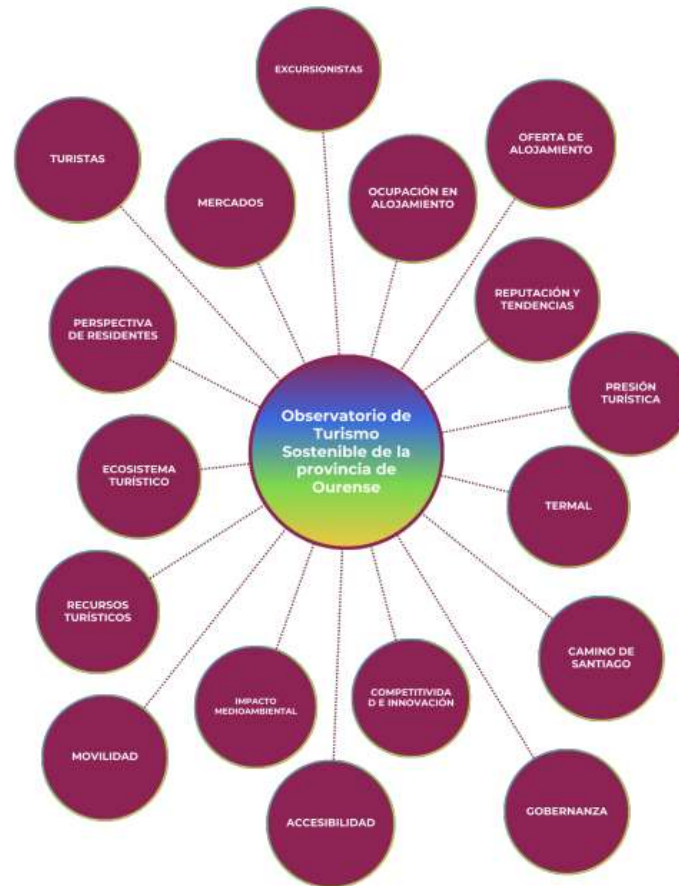 EXCURSIONISTAS
OFERTA DE
ALOJAMIENTO
TURISTAS
MERCADOS
OCUPACIÓN EN
ALOJAMIENTO
REPUTACIÓN Y
TENDENCIAS
PERSPECTIVA
DE RESIDENTES
PRESIÓN
TURÍSTICA
Observatorio de
Turismo
Sostenible de la
provincia de
Ourense
ECOSISTEMA
TURÍSTICO
TERMAL
RECURSOS
TURÍSTICOS
CAMINO DE
SANTIAGO
IMPACTO
MEDIOAMBIENTAL
COMPETITIVIDA
D E INNOVACIÓN
MOVILIDAD
ACCESIBILIDAD
GOBERNANZA